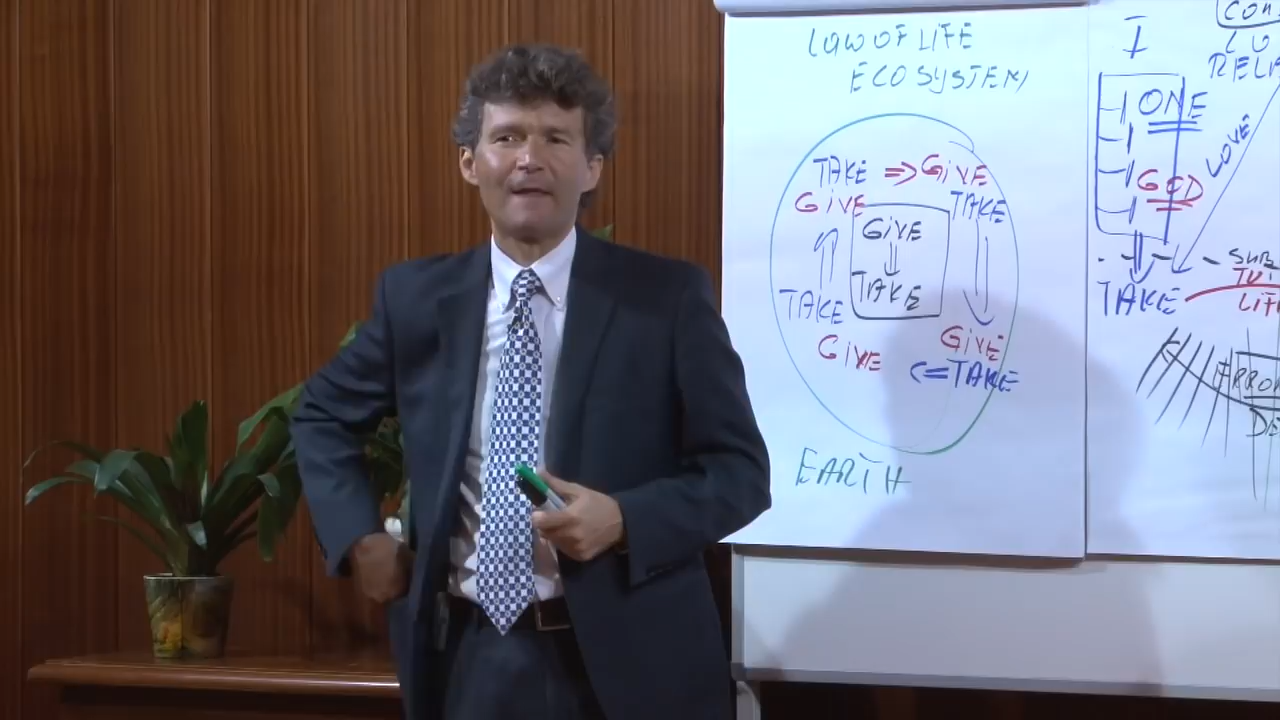 LAW OF LIFE
ECOSYSTEM
TAKE => GIVE
GIVE TAKE
GIVE
TAKE
TAKE
GIVE
GIVE
<= TAKE
EARTH
I
ONE
GOD
LOVE
TAKE